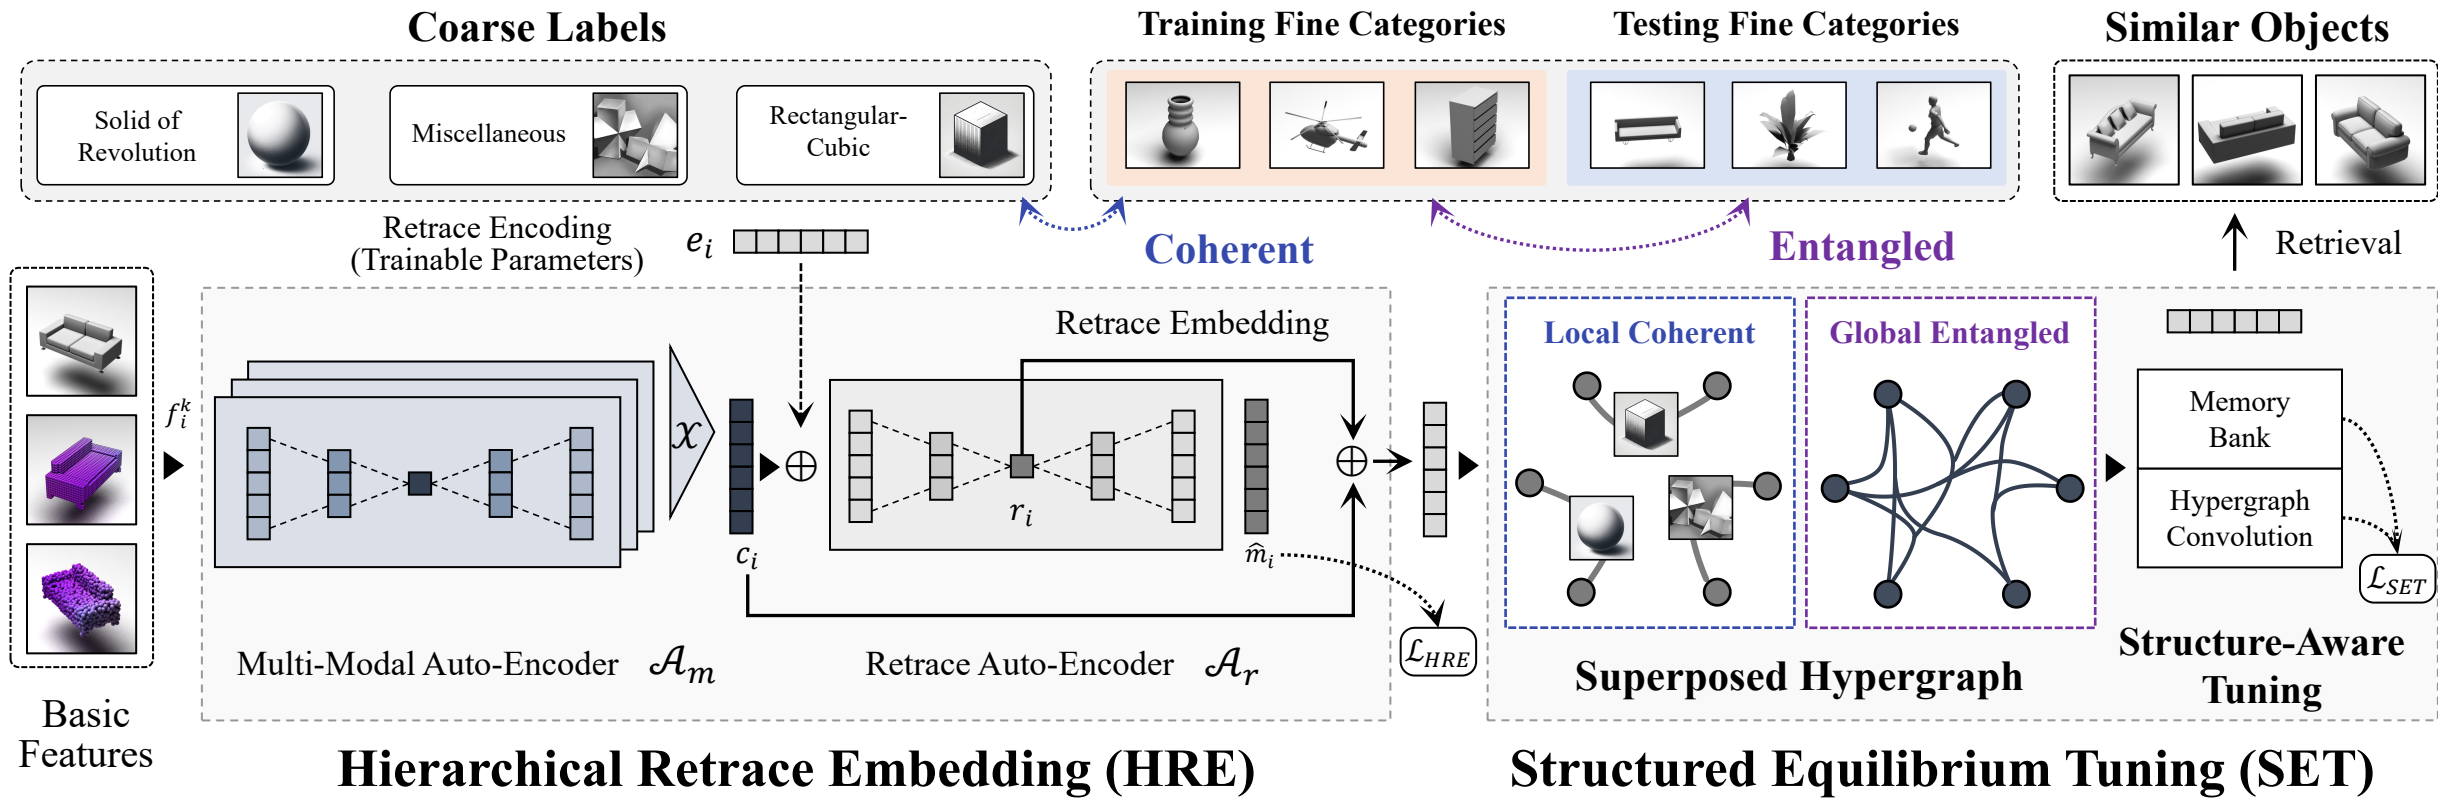 Coarse Labels
Training Fine Categories
Testing Fine Categories
Similar Objects
Solid of
Revolution
Miscellaneous
Rectangular-
Cubic
Retrace Encoding
(Trainable Parameters)
e_i
Coherent
Entangled
Retrieval
f_i^k
Retrace Embedding
Local Coherent
Global Entangled
𝒳
Memory
Bank
r_i
Hypergraph
Convolution
c_i
m̂_i
ℒ_SET
ℒ_HRE
Multi-Modal Auto-Encoder 𝒜_m
Retrace Auto-Encoder 𝒜_r
Superposed Hypergraph
Structure-Aware
Tuning
Basic
Features
Hierarchical Retrace Embedding (HRE)
Structured Equilibrium Tuning (SET)